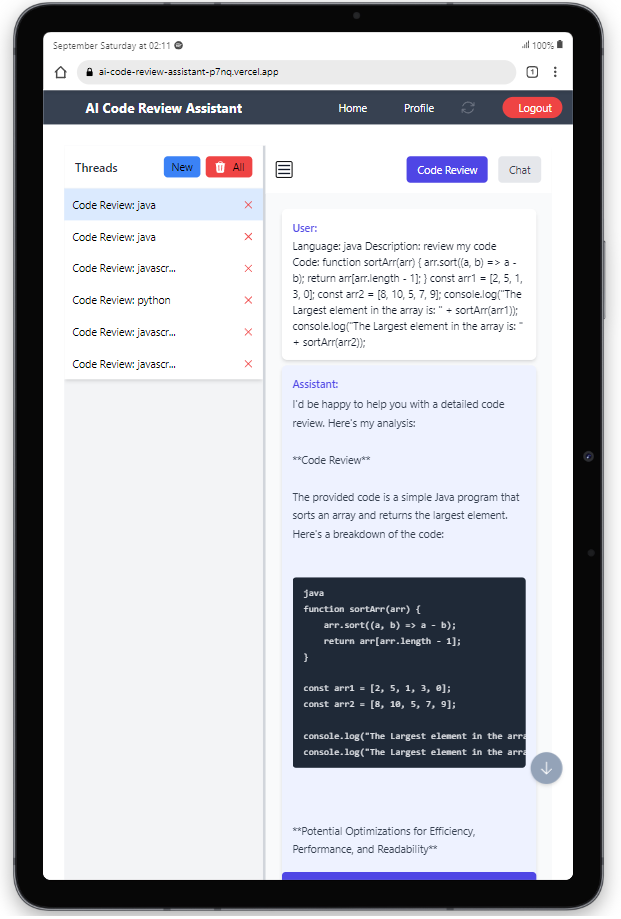 September Saturday at 02:11
100%
ai-code-review-assistant-p7nq.vercel.app
1
AI Code Review Assistant
Home
Profile
Logout
Threads
New
All
Code Review: java
Code Review: java
Code Review: javascr...
Code Review: python
Code Review: javascr...
Code Review: javascr...
Code Review
Chat
User:
Language: java Description: review my code
Code: function sortArr(arr) { arr.sort((a, b) => a -
b); return arr[arr.length - 1]; } const arr1 = [2, 5, 1,
3, 0]; const arr2 = [8, 10, 5, 7, 9]; console.log("The
Largest element in the array is: " + sortArr(arr1));
console.log("The Largest element in the array is: "
+ sortArr(arr2));
Assistant:
I'd be happy to help you with a detailed code
review. Here's my analysis:
**Code Review**
The provided code is a simple Java program that
sorts an array and returns the largest element.
Here's a breakdown of the code:
java
function sortArr(arr) {
    arr.sort((a, b) => a - b);
    return arr[arr.length - 1];
}
const arr1 = [2, 5, 1, 3, 0];
const arr2 = [8, 10, 5, 7, 9];
console.log("The Largest element in the arra
console.log("The Largest element in the arra
**Potential Optimizations for Efficiency,
Performance, and Readability**